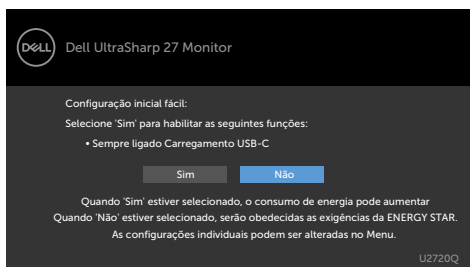 DELL Dell UltraSharp 27 Monitor
Configuração inicial fácil:
Selecione 'Sim' para habilitar as seguintes funções:
• Sempre ligado Carregamento USB-C
Sim Não
Quando 'Sim' estiver selecionado, o consumo de energia pode aumentar
Quando 'Não' estiver selecionado, serão obedecidas as exigências da ENERGY STAR.
As configurações individuais podem ser alteradas no Menu.
U2720Q